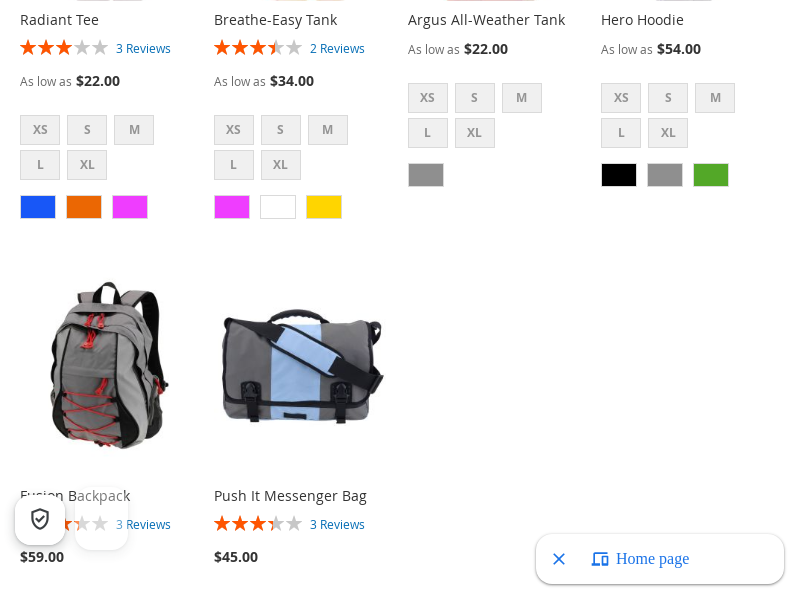 Radiant Tee
3 Reviews
As low as $22.00
XS S M
L XL
Breathe-Easy Tank
2 Reviews
As low as $34.00
XS S M
L XL
Argus All-Weather Tank
As low as $22.00
XS S M
L XL
Hero Hoodie
As low as $54.00
XS S M
L XL
Fusion Backpack
3 Reviews
$59.00
Push It Messenger Bag
3 Reviews
$45.00
Home page